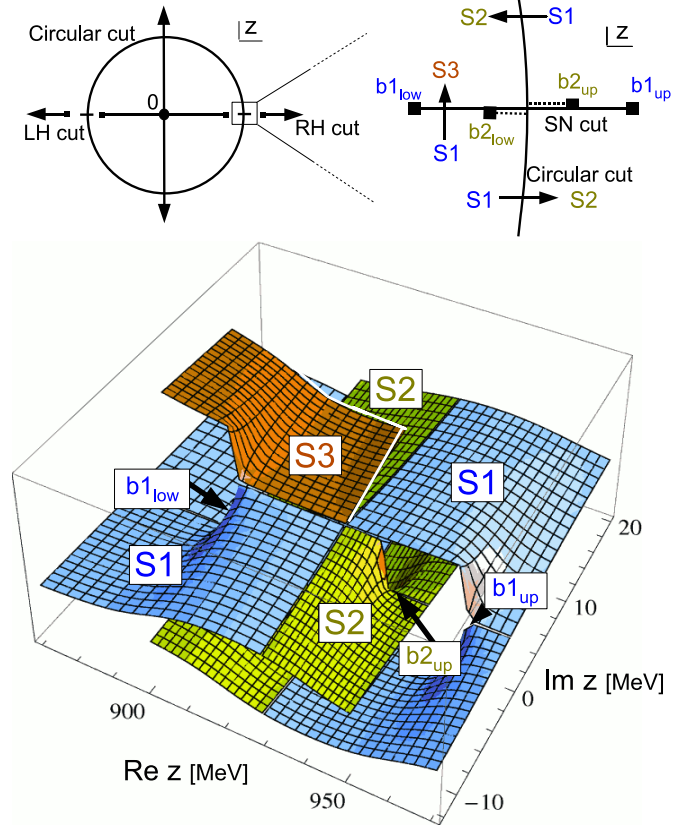 Circular cut
z
0
LH cut
RH cut
S2
S1
z
S3
b1low
b2up
b1up
b2low
SN cut
S1
Circular cut
S1
S2
S2
S3
S1
b1low
S1
S2
b1up
b2up
20
10
0
−10
Im z [MeV]
900
950
Re z [MeV]